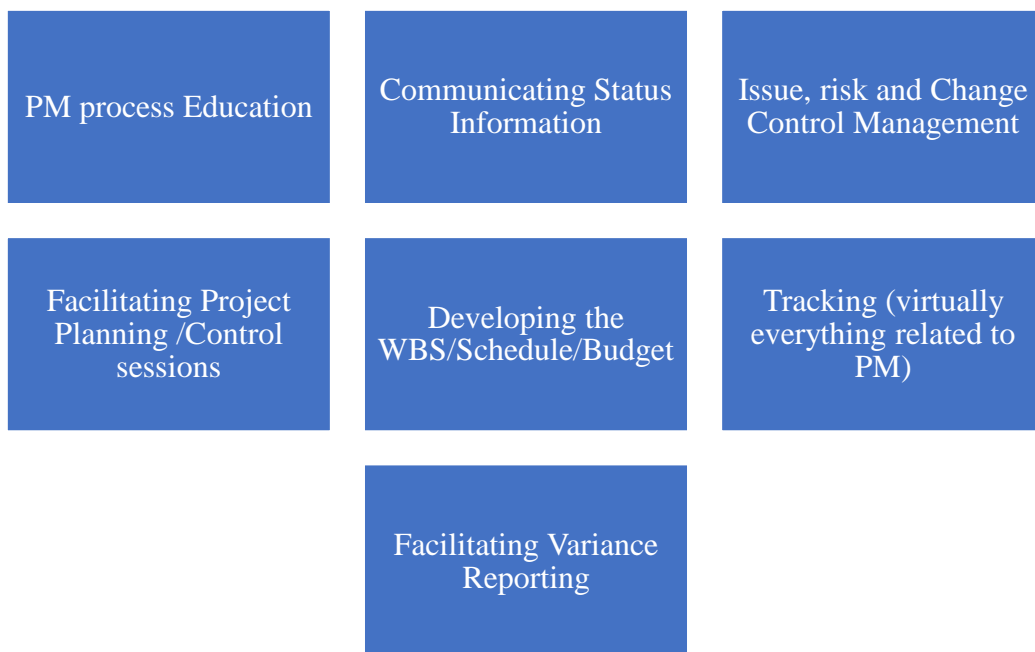 PM process Education
Communicating Status
Information
Issue, risk and Change
Control Management
Facilitating Project
Planning /Control
sessions
Developing the
WBS/Schedule/Budget
Tracking (virtually
everything related to
PM)
Facilitating Variance
Reporting